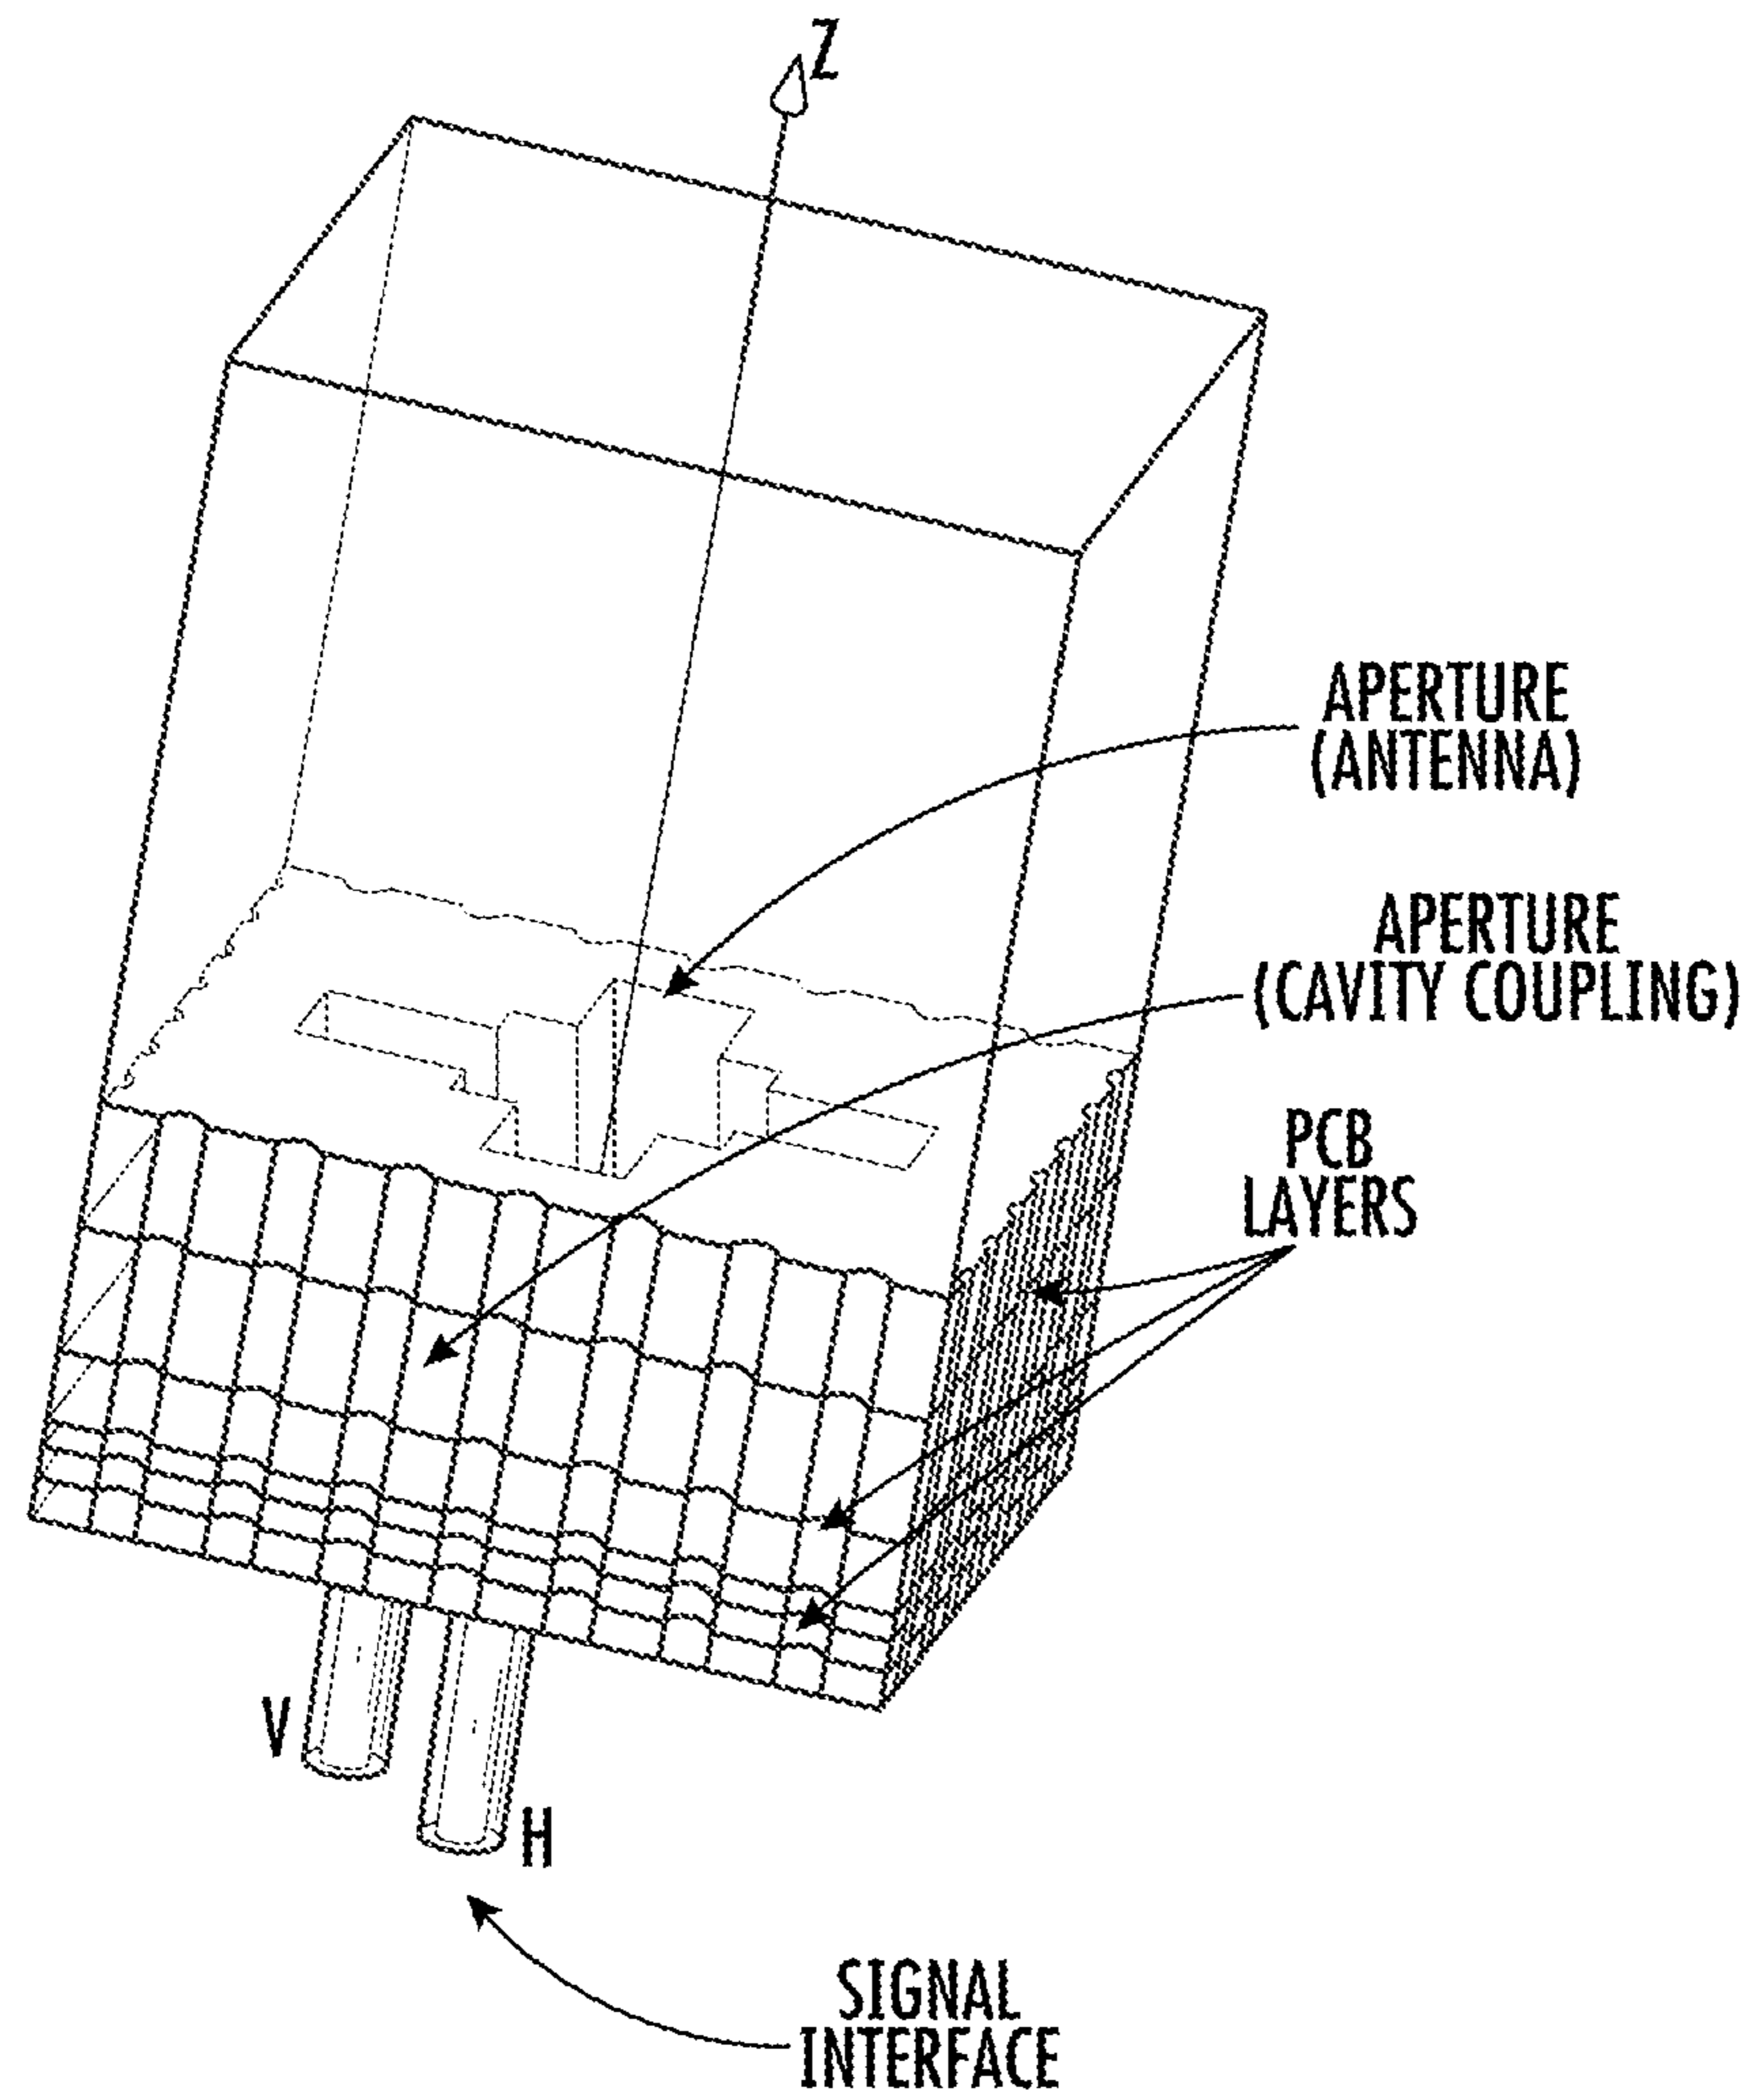 Z
APERTURE
(ANTENNA)
APERTURE
(CAVITY COUPLING)
PCB
LAYERS
V
H
SIGNAL
INTERFACE